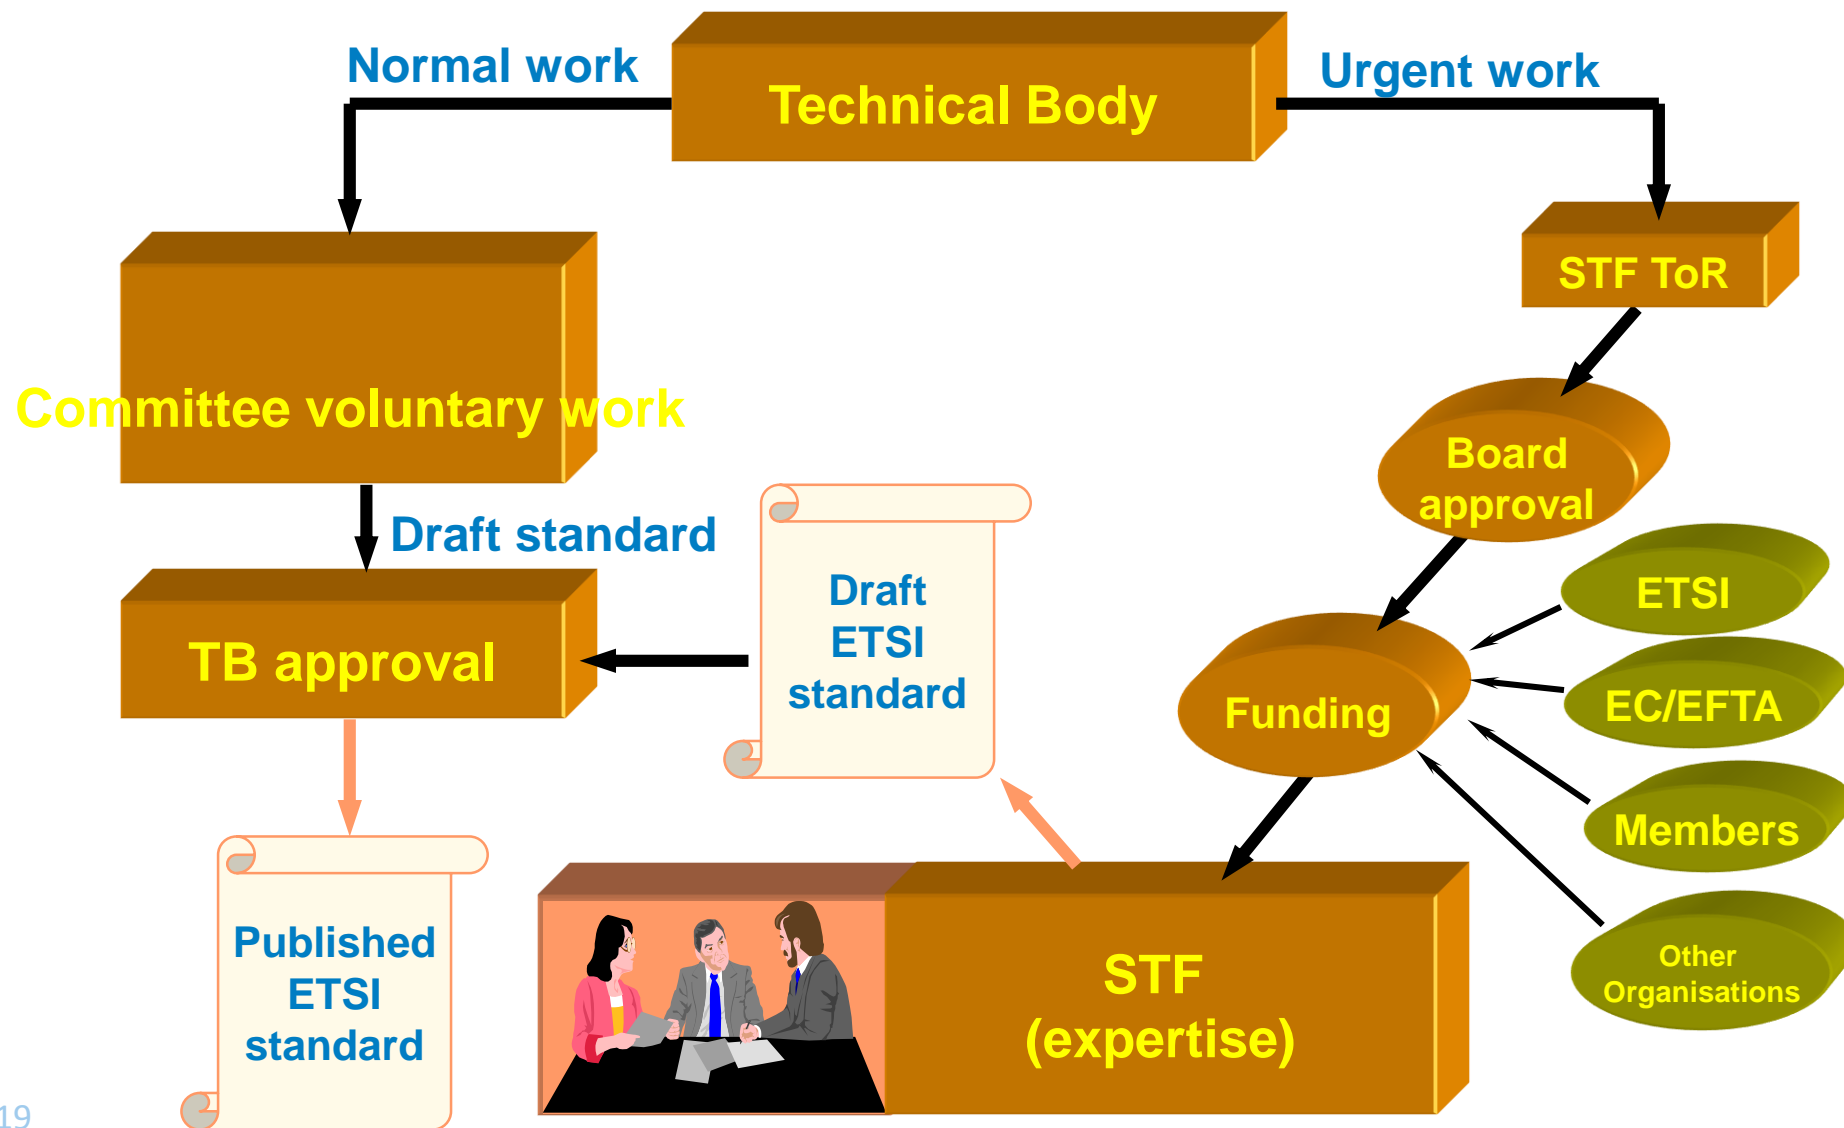 Normal work
Technical Body
Urgent work
STF ToR
Committee voluntary work
Board
approval
Draft standard
Draft
ETSI
standard
ETSI
TB approval
Funding
EC/EFTA
Members
Published
ETSI
standard
STF
(expertise)
Other
Organisations
19